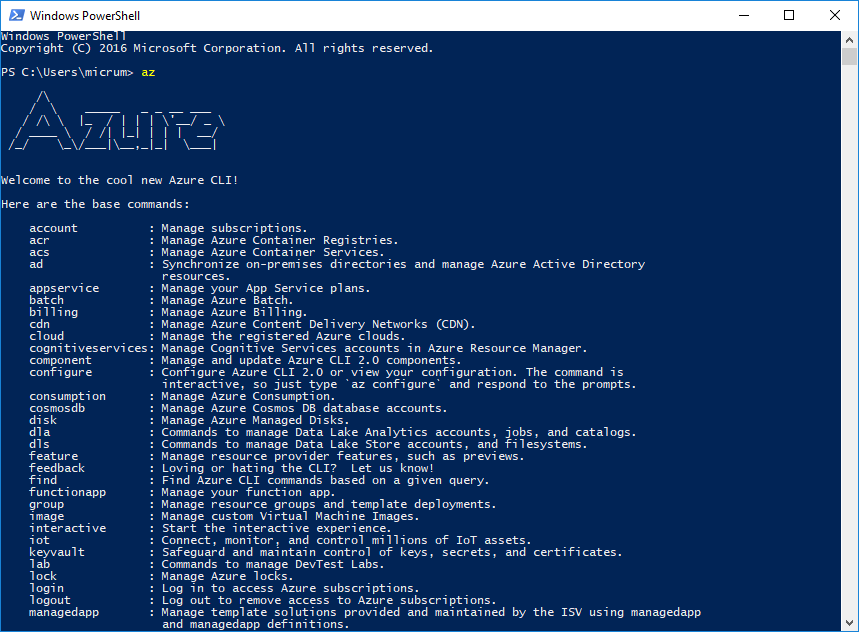 Windows PowerShell
Windows PowerShell
Copyright (C) 2016 Microsoft Corporation. All rights reserved.
PS C:\Users\micrum> az
Azure
Welcome to the cool new Azure CLI!
Here are the base commands:
account : Manage subscriptions.
acr : Manage Azure Container Registries.
acs : Manage Azure Container Services.
ad : Synchronize on-premises directories and manage Azure Active Directory
resources.
appservice : Manage your App Service plans.
batch : Manage Azure Batch.
billing : Manage Azure Billing.
cdn : Manage Azure Content Delivery Networks (CDN).
cloud : Manage the registered Azure clouds.
cognitiveservices: Manage Cognitive Services accounts in Azure Resource Manager.
component : Manage and update Azure CLI 2.0 components.
configure : Configure Azure CLI 2.0 or view your configuration. The command is
interactive, so just type `az configure` and respond to the prompts.
consumption : Manage Azure Consumption.
cosmosdb : Manage Azure Cosmos DB database accounts.
disk : Manage Azure Managed Disks.
dla : Commands to manage Data Lake Analytics accounts, jobs, and catalogs.
dls : Commands to manage Data Lake Store accounts, and filesystems.
feature : Manage resource provider features, such as previews.
feedback : Loving or hating the CLI?  Let us know!
find : Find Azure CLI commands based on a given query.
functionapp : Manage your function app.
group : Manage resource groups and template deployments.
image : Manage custom Virtual Machine Images.
interactive : Start the interactive experience.
iot : Connect, monitor, and control millions of IoT assets.
keyvault : Safeguard and maintain control of keys, secrets, and certificates.
lab : Commands to manage DevTest Labs.
lock : Manage Azure locks.
login : Log in to access Azure subscriptions.
logout : Log out to remove access to Azure subscriptions.
managedapp : Manage template solutions provided and maintained by the ISV using managedapp
and managedapp definitions.